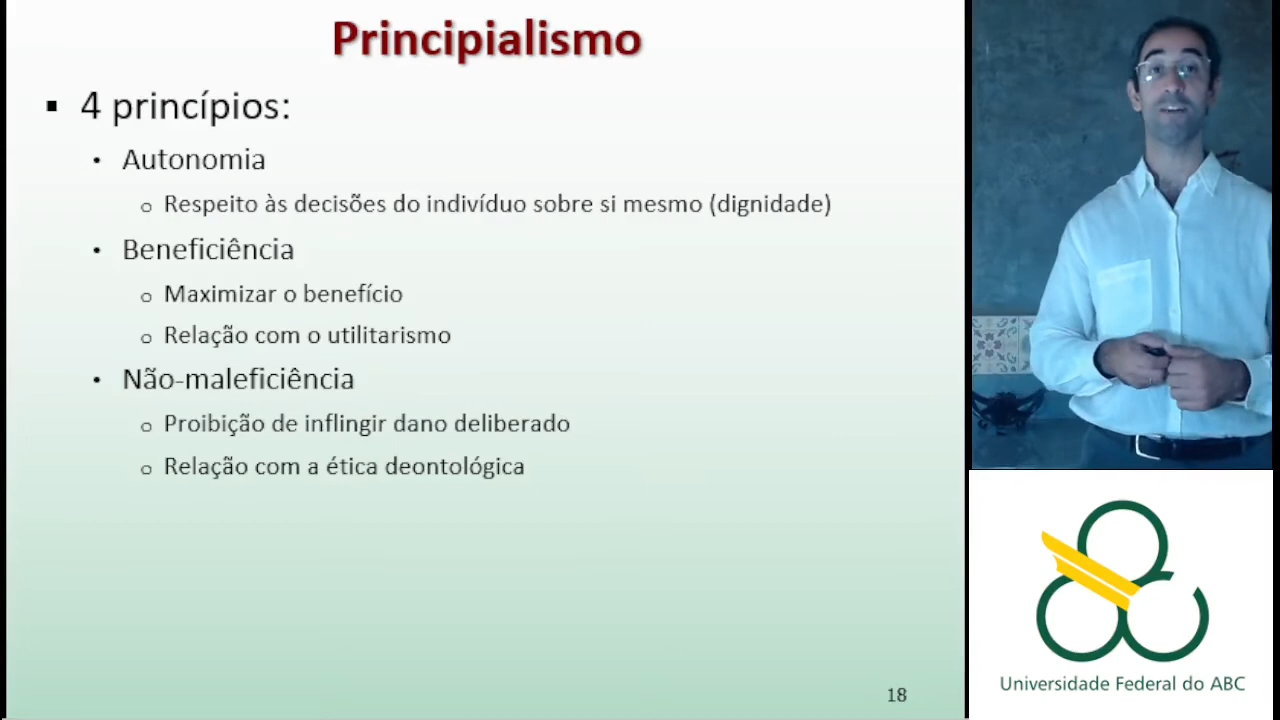 Principialismo
▪ 4 princípios:
• Autonomia
o Respeito às decisões do indivíduo sobre si mesmo (dignidade)
• Beneficiência
o Maximizar o benefício
o Relação com o utilitarismo
• Não-maleficiência
o Proibição de inflingir dano deliberado
o Relação com a ética deontológica
18
Universidade Federal do ABC